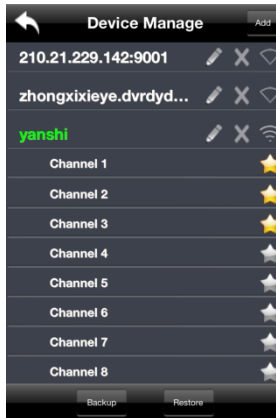 Device Manage
Add
210.21.229.142:9001
zhongxixieye.dvrdyd...
yanshi
Channel 1
Channel 2
Channel 3
Channel 4
Channel 5
Channel 6
Channel 7
Channel 8
Backup Restore